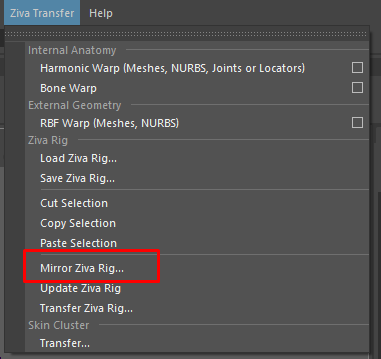 Ziva Transfer Help
Internal Anatomy
Harmonic Warp (Meshes, NURBS, Joints or Locators)
Bone Warp
External Geometry
RBF Warp (Meshes, NURBS)
Ziva Rig
Load Ziva Rig...
Save Ziva Rig...
Cut Selection
Copy Selection
Paste Selection
Mirror Ziva Rig...
Update Ziva Rig
Transfer Ziva Rig...
Skin Cluster
Transfer...